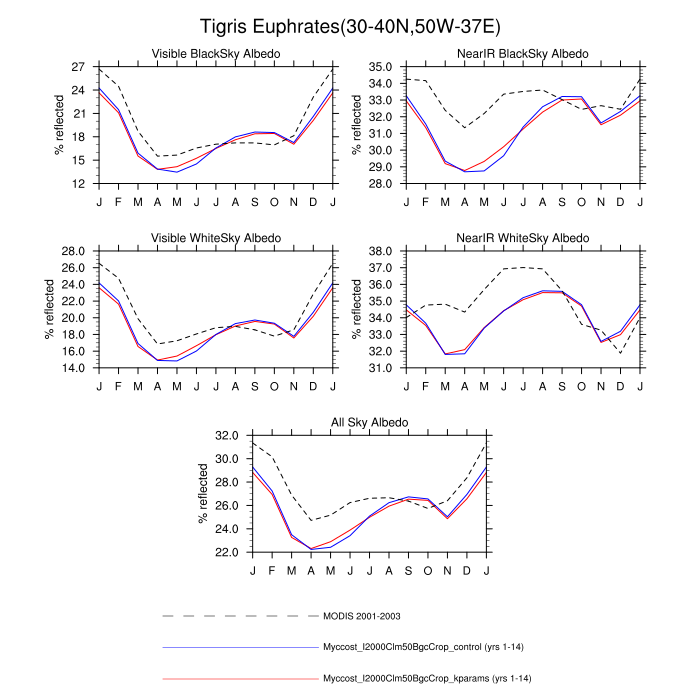 Tigris Euphrates(30-40N,50W-37E)
Visible BlackSky Albedo
% reflected
27
24
21
18
15
12
J F M A M J J A S O N D J
NearIR BlackSky Albedo
% reflected
35.0
34.0
33.0
32.0
31.0
30.0
29.0
28.0
J F M A M J J A S O N D J
Visible WhiteSky Albedo
% reflected
28.0
26.0
24.0
22.0
20.0
18.0
16.0
14.0
J F M A M J J A S O N D J
NearIR WhiteSky Albedo
% reflected
38.0
37.0
36.0
35.0
34.0
33.0
32.0
31.0
J F M A M J J A S O N D J
All Sky Albedo
% reflected
32.0
30.0
28.0
26.0
24.0
22.0
J F M A M J J A S O N D J
MODIS 2001-2003
Myccost_I2000Clm50BgcCrop_control (yrs 1-14)
Myccost_I2000Clm50BgcCrop_kparams (yrs 1-14)